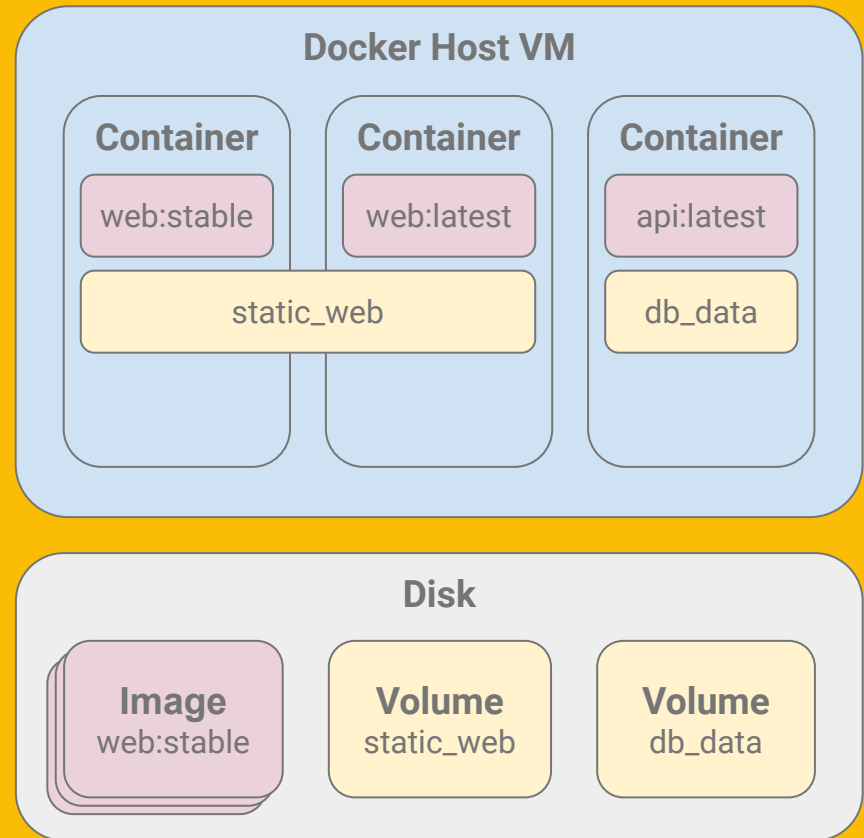 Docker Host VM
Container
Container
Container
web:stable
web:latest
api:latest
static_web
db_data
Disk
Image
web:stable
Volume
static_web
Volume
db_data